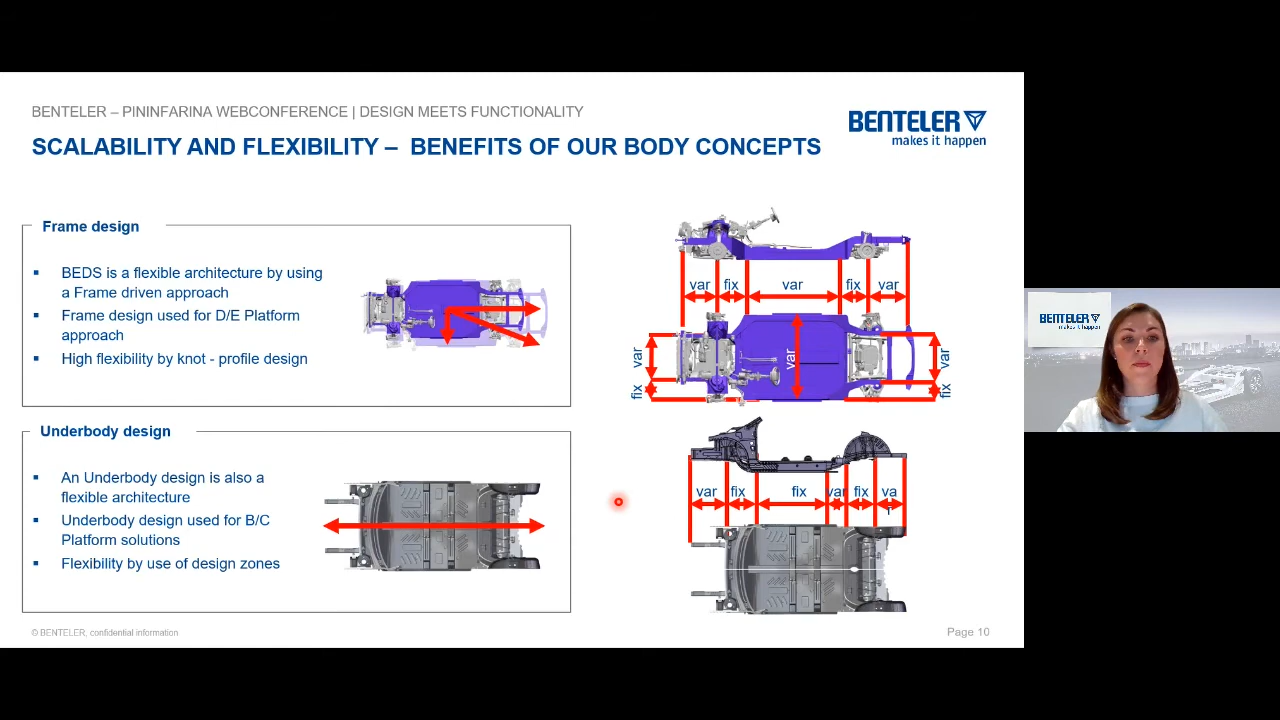 BENTELER – PININFARINA WEBCONFERENCE | DESIGN MEETS FUNCTIONALITY
SCALABILITY AND FLEXIBILITY – BENEFITS OF OUR BODY CONCEPTS
BENTELER
makes it happen
Frame design
▪ BEDS is a flexible architecture by using
a Frame driven approach
▪ Frame design used for D/E Platform
approach
▪ High flexibility by knot - profile design
var fix var fix var
var
fix
var
var
fix
Underbody design
▪ An Underbody design is also a
flexible architecture
▪ Underbody design used for B/C
Platform solutions
▪ Flexibility by use of design zones
var fix fix var fix va
r
© BENTELER, confidential information
Page 10
BENTELER
makes it happen